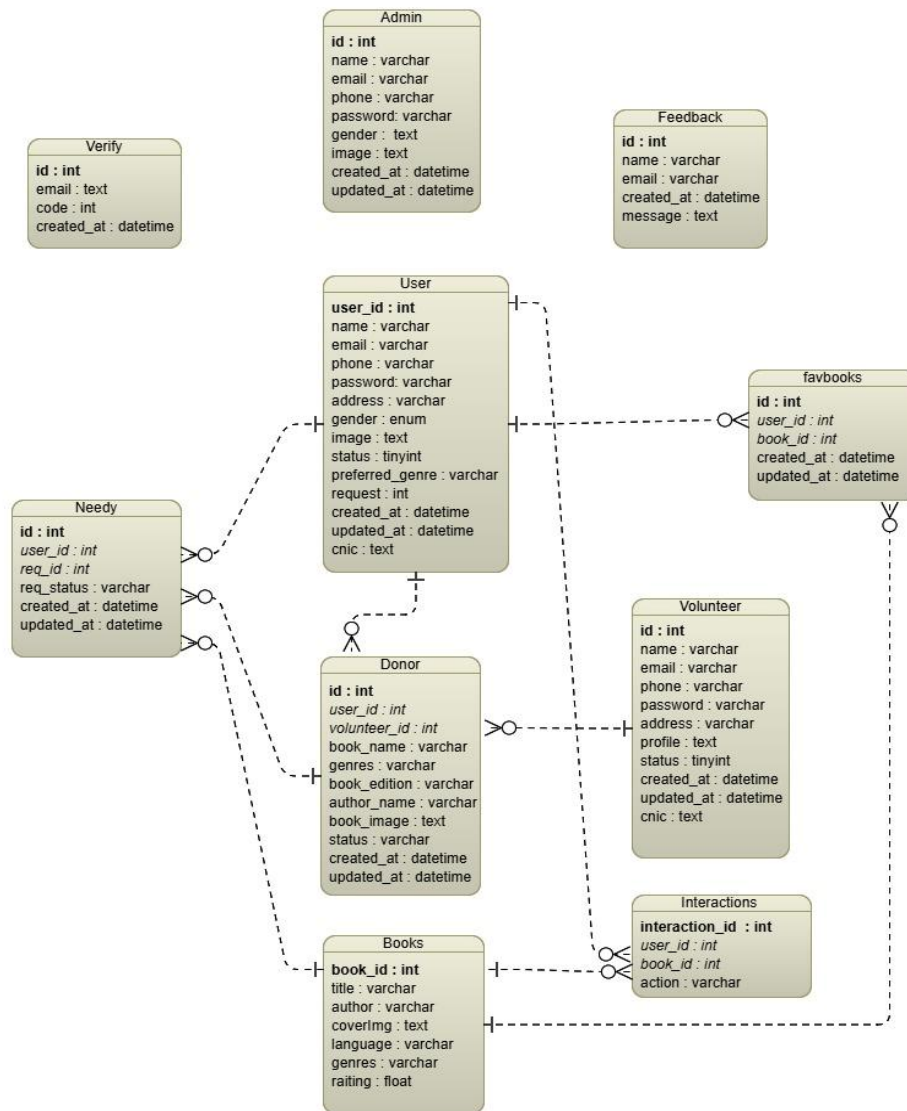 Admin
id : int
name : varchar
email : varchar
phone : varchar
password: varchar
gender : text
image : text
created_at : datetime
updated_at : datetime
Feedback
id : int
name : varchar
email : varchar
created_at : datetime
message : text
Verify
id : int
email : text
code : int
created_at : datetime
User
user_id : int
name : varchar
email : varchar
phone : varchar
password: varchar
address : varchar
gender : enum
image : text
status : tinyint
preferred_genre : varchar
request : int
created_at : datetime
updated_at : datetime
cnic : text
favbooks
id : int
user_id : int
book_id : int
created_at : datetime
updated_at : datetime
Needy
id : int
user_id : int
req_id : int
req_status : varchar
created_at : datetime
updated_at : datetime
Volunteer
id : int
name : varchar
email : varchar
phone : varchar
password : varchar
address : varchar
profile : text
status : tinyint
created_at : datetime
updated_at : datetime
cnic : text
Donor
id : int
user_id : int
volunteer_id : int
book_name : varchar
genres : varchar
book_edition : varchar
author_name : varchar
book_image : text
status : varchar
created_at : datetime
updated_at : datetime
Interactions
interaction_id : int
user_id : int
book_id : int
action : varchar
Books
book_id : int
title : varchar
author : varchar
coverImg : text
language : varchar
genres : varchar
raiting : float